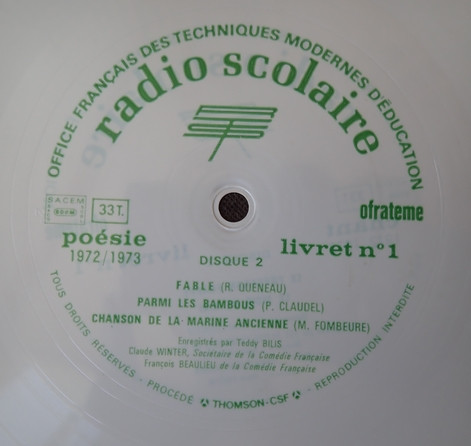 OFFICE FRANÇAIS DES TECHNIQUES MODERNES D'ÉDUCATION
radio scolaire
SACEM
33 T.
ofrateme
poésie
1972/1973
DISQUE 2
livret nº 1
FABLE (R. QUENEAU)
PARMI LES BAMBOUS (P. CLAUDEL)
CHANSON DE LA MARINE ANCIENNE (M. FOMBEURE)
Enregistrés par Teddy BILIS
Claude WINTER, Sociétaire de la Comédie Française
François BEAULIEU de la Comédie Française
TOUS DROITS RÉSERVÉS - PROCÉDÉ THOMSON-CSF - REPRODUCTION INTERDITE